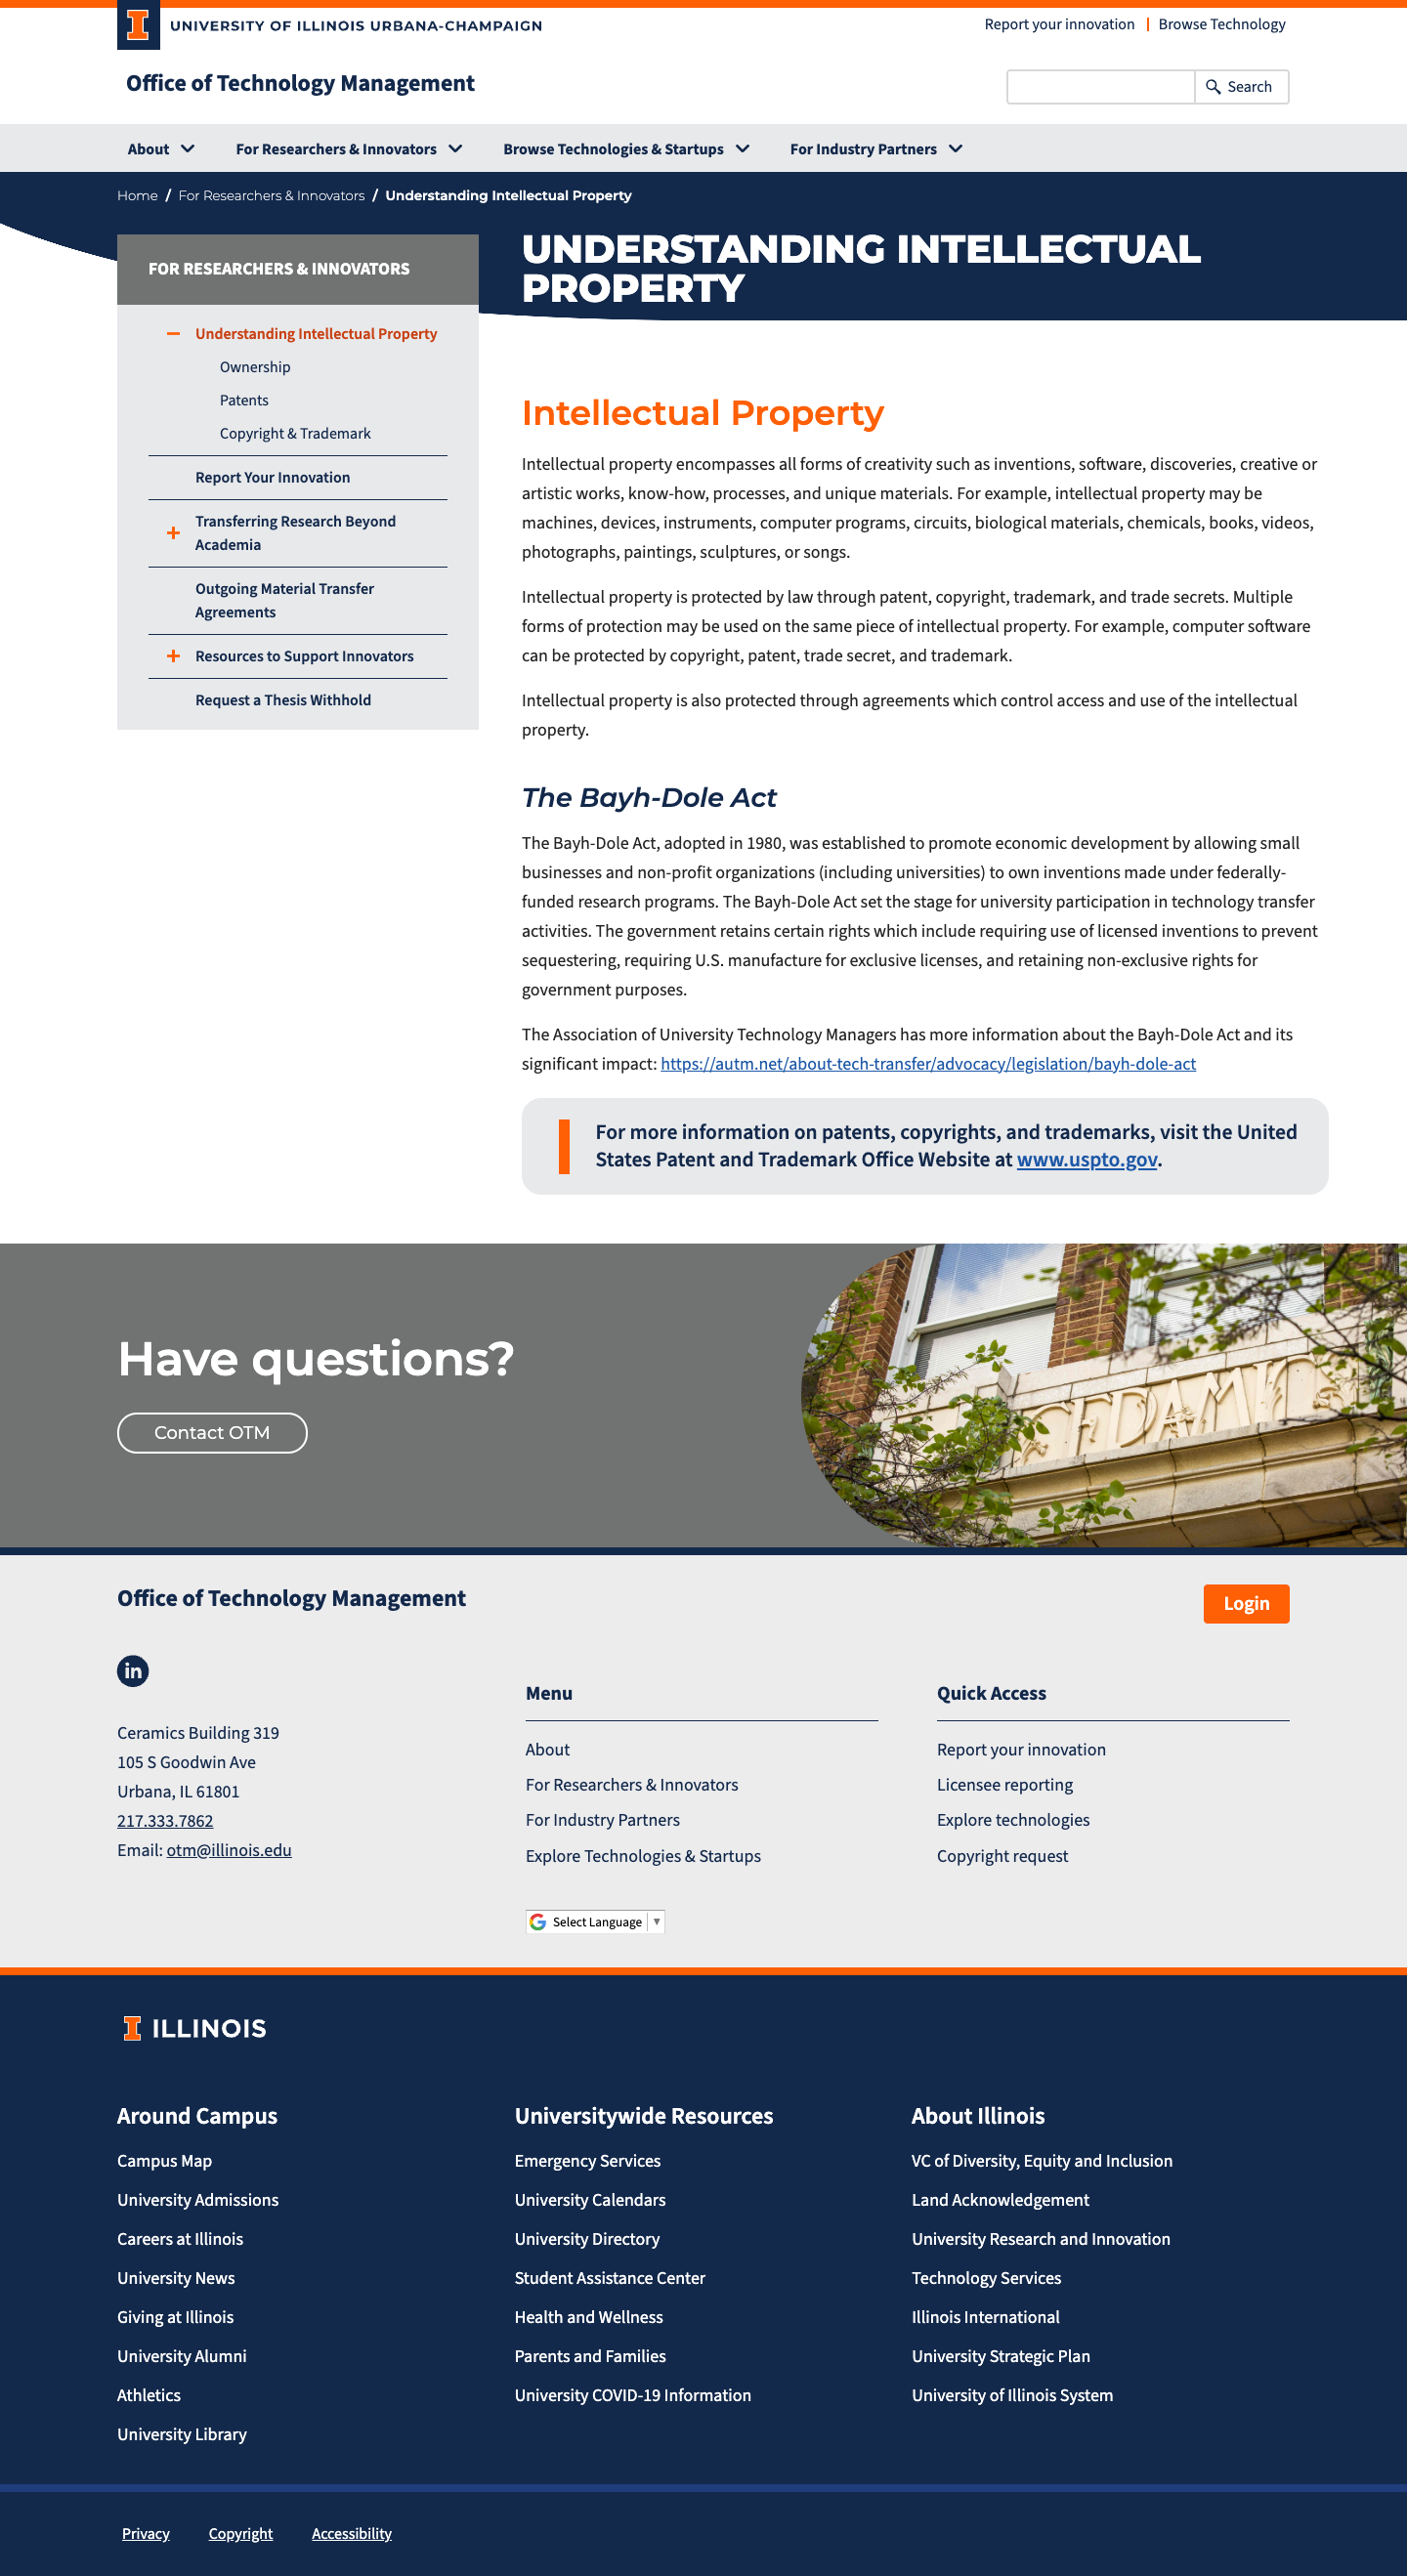 UNIVERSITY OF ILLINOIS URBANA-CHAMPAIGN
Report your innovation
Browse Technology
Office of Technology Management
Search
About
For Researchers & Innovators
Browse Technologies & Startups
For Industry Partners
Home / For Researchers & Innovators / Understanding Intellectual Property
FOR RESEARCHERS & INNOVATORS
Understanding Intellectual Property
Ownership
Patents
Copyright & Trademark
Report Your Innovation
Transferring Research Beyond
Academia
Outgoing Material Transfer
Agreements
Resources to Support Innovators
Request a Thesis Withhold
UNDERSTANDING INTELLECTUAL
PROPERTY
Intellectual Property
Intellectual property encompasses all forms of creativity such as inventions, software, discoveries, creative or
artistic works, know-how, processes, and unique materials. For example, intellectual property may be
machines, devices, instruments, computer programs, circuits, biological materials, chemicals, books, videos,
photographs, paintings, sculptures, or songs.
Intellectual property is protected by law through patent, copyright, trademark, and trade secrets. Multiple
forms of protection may be used on the same piece of intellectual property. For example, computer software
can be protected by copyright, patent, trade secret, and trademark.
Intellectual property is also protected through agreements which control access and use of the intellectual
property.
The Bayh-Dole Act
The Bayh-Dole Act, adopted in 1980, was established to promote economic development by allowing small
businesses and non-profit organizations (including universities) to own inventions made under federally-
funded research programs. The Bayh-Dole Act set the stage for university participation in technology transfer
activities. The government retains certain rights which include requiring use of licensed inventions to prevent
sequestering, requiring U.S. manufacture for exclusive licenses, and retaining non-exclusive rights for
government purposes.
The Association of University Technology Managers has more information about the Bayh-Dole Act and its
significant impact: https://autm.net/about-tech-transfer/advocacy/legislation/bayh-dole-act
For more information on patents, copyrights, and trademarks, visit the United
States Patent and Trademark Office Website at www.uspto.gov.
Have questions?
Contact OTM
Office of Technology Management
Login
Ceramics Building 319
105 S Goodwin Ave
Urbana, IL 61801
217.333.7862
Email: otm@illinois.edu
Menu
About
For Researchers & Innovators
For Industry Partners
Explore Technologies & Startups
Select Language
Quick Access
Report your innovation
Licensee reporting
Explore technologies
Copyright request
ILLINOIS
Around Campus
Campus Map
University Admissions
Careers at Illinois
University News
Giving at Illinois
University Alumni
Athletics
University Library
Universitywide Resources
Emergency Services
University Calendars
University Directory
Student Assistance Center
Health and Wellness
Parents and Families
University COVID-19 Information
About Illinois
VC of Diversity, Equity and Inclusion
Land Acknowledgement
University Research and Innovation
Technology Services
Illinois International
University Strategic Plan
University of Illinois System
Privacy
Copyright
Accessibility